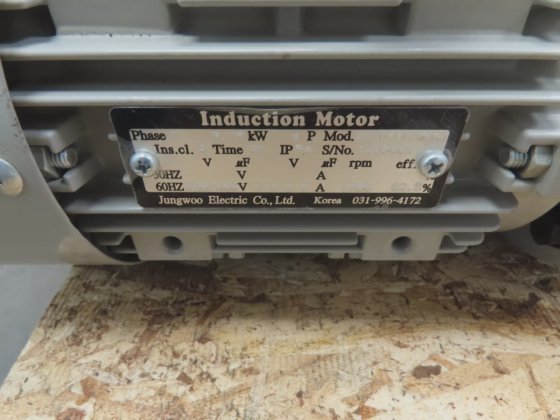 Induction Motor
Phase kW P Mod.
Ins.cl. Time IP S/No.
V μF V μF rpm eff.
50HZ V A
60HZ V A %
Jungwoo Electric Co., Ltd. Korea 031-996-4172